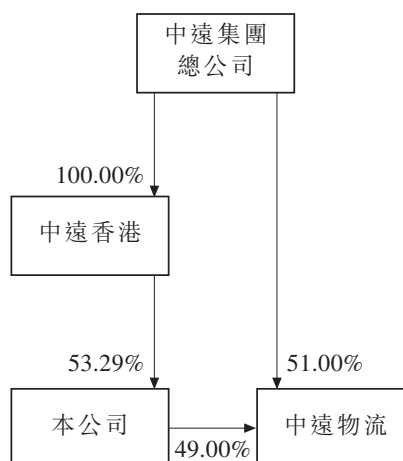 中遠集團
總公司
100.00%
中遠香港
53.29%
51.00%
本公司
中遠物流
49.00%